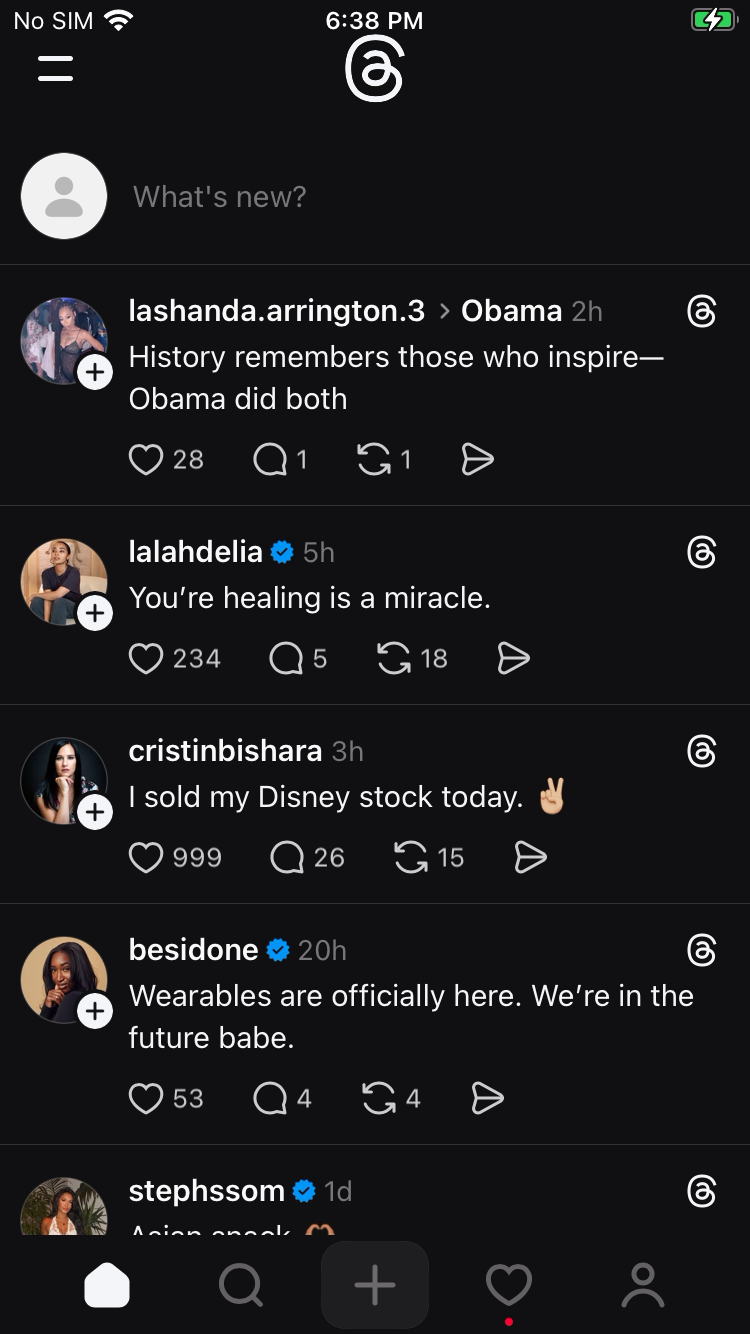 No SIM 6:38 PM
What's new?
lashanda.arrington.3 > Obama 2h
History remembers those who inspire—
Obama did both
28 1 1
lalahdelia 5h
You’re healing is a miracle.
234 5 18
cristinbishara 3h
I sold my Disney stock today. ✌🏼
999 26 15
besidone 20h
Wearables are officially here. We’re in the
future babe.
53 4 4
stephssom 1d
Asian snack